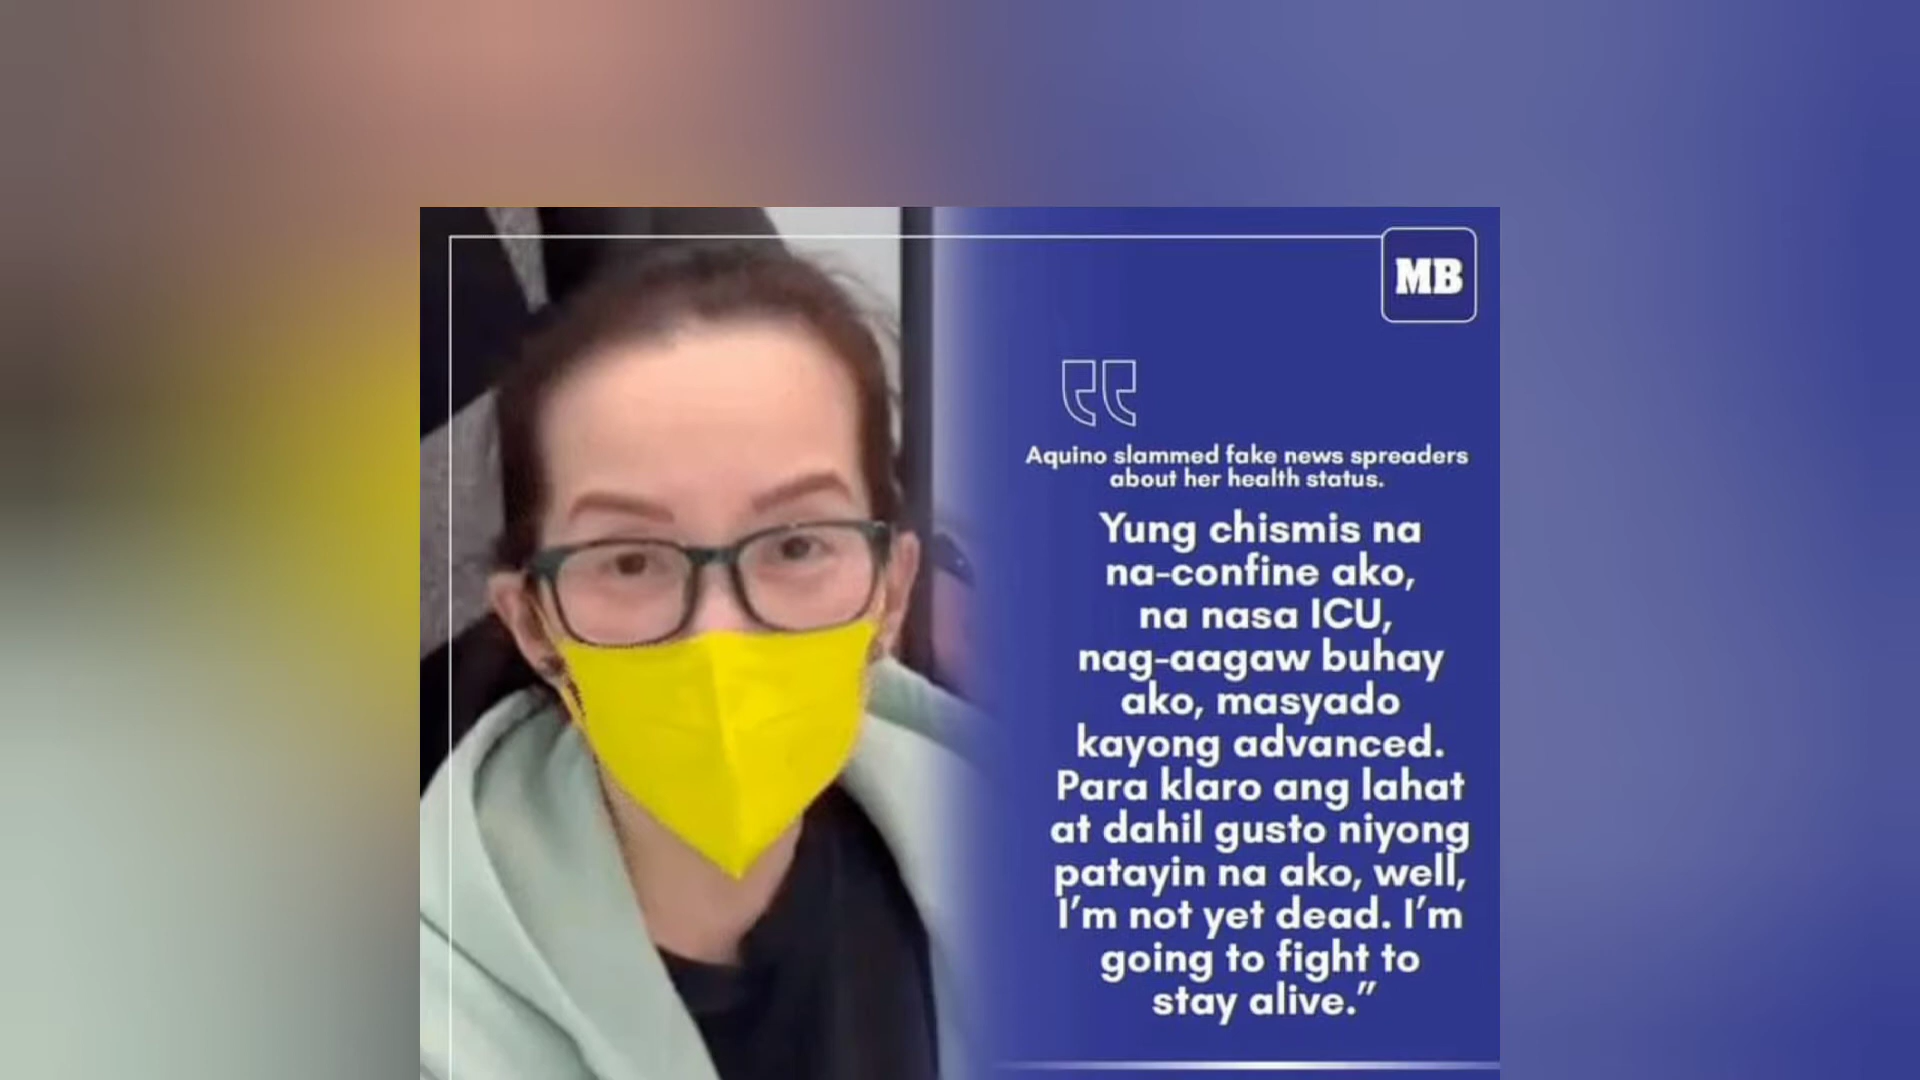 MB
Aquino slammed fake news spreaders
about her health status.
Yung chismis na
na-confine ako,
na nasa ICU,
nag-aagaw buhay
ako, masyado
kayong advanced.
Para klaro ang lahat
at dahil gusto niyong
patayin na ako, well,
I’m not yet dead. I’m
going to fight to
stay alive.”